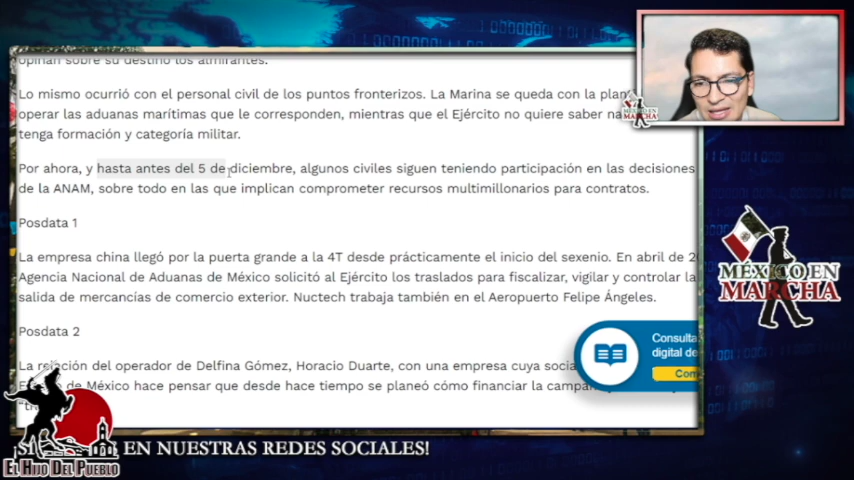 opinan sobre su destino los almirantes.
Lo mismo ocurrió con el personal civil de los puntos fronterizos. La Marina se queda con la
operar las aduanas marítimas que le corresponden, mientras que el Ejército no quiere saber
tenga formación y categoría militar.
Por ahora, y hasta antes del 5 de diciembre, algunos civiles siguen teniendo participación en las decisiones
de la ANAM, sobre todo en las que implican comprometer recursos multimillonarios para contratos.
Posdata 1
La empresa china llegó por la puerta grande a la 4T desde prácticamente el inicio del sexenio. En abril de
Agencia Nacional de Aduanas de México solicitó al Ejército los traslados para fiscalizar, vigilar y controlar la
salida de mercancías de comercio exterior. Nuctech trabaja también en el Aeropuerto Felipe Ángeles.
Posdata 2
La relación del operador de Delfina Gómez, Horacio Duarte, con una empresa cuya
de México hace pensar que desde hace tiempo se planeó cómo financiar la
Consulta
digital de
MÉXICO EN
MARCHA
MÉXICO EN
MARCHA
EN NUESTRAS REDES SOCIALES!
EL HIJO DEL PUEBLO